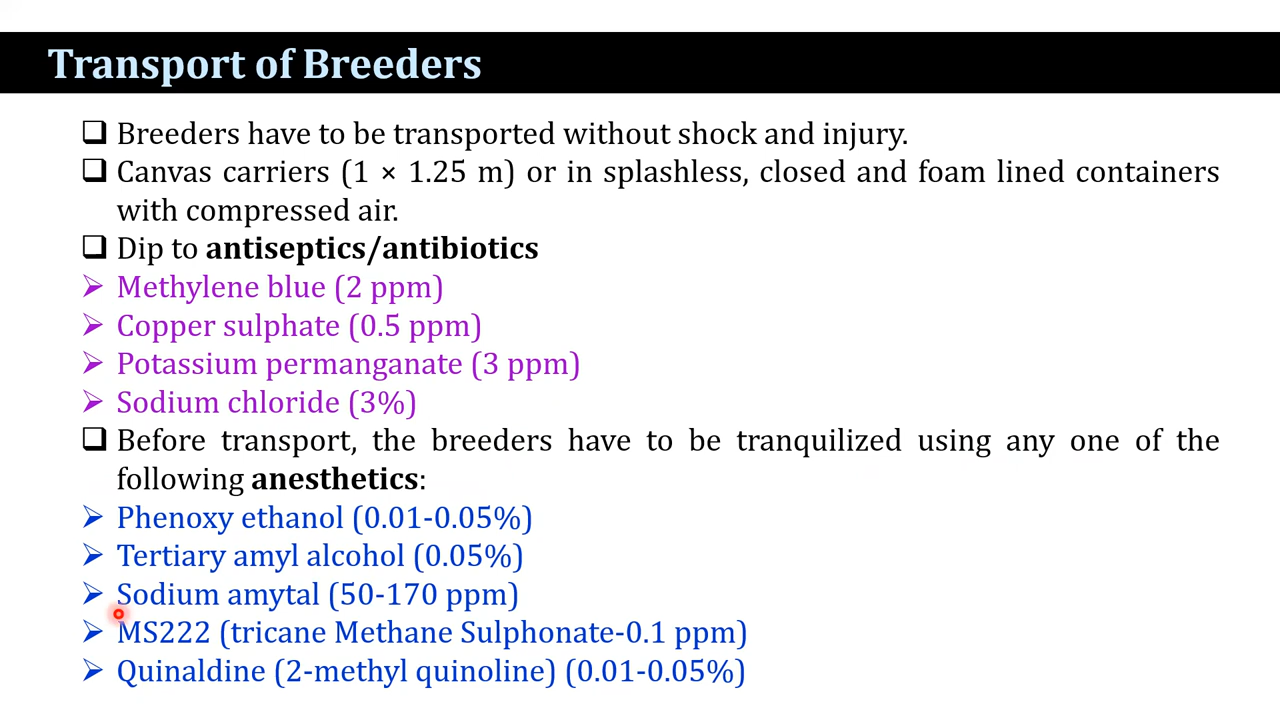 Transport of Breeders
❑ Breeders have to be transported without shock and injury.
❑ Canvas carriers (1 × 1.25 m) or in splashless, closed and foam lined containers
with compressed air.
❑ Dip to antiseptics/antibiotics
➢ Methylene blue (2 ppm)
➢ Copper sulphate (0.5 ppm)
➢ Potassium permanganate (3 ppm)
➢ Sodium chloride (3%)
❑ Before transport, the breeders have to be tranquilized using any one of the
following anesthetics:
➢ Phenoxy ethanol (0.01-0.05%)
➢ Tertiary amyl alcohol (0.05%)
➢ Sodium amytal (50-170 ppm)
➢ MS222 (tricane Methane Sulphonate-0.1 ppm)
➢ Quinaldine (2-methyl quinoline) (0.01-0.05%)